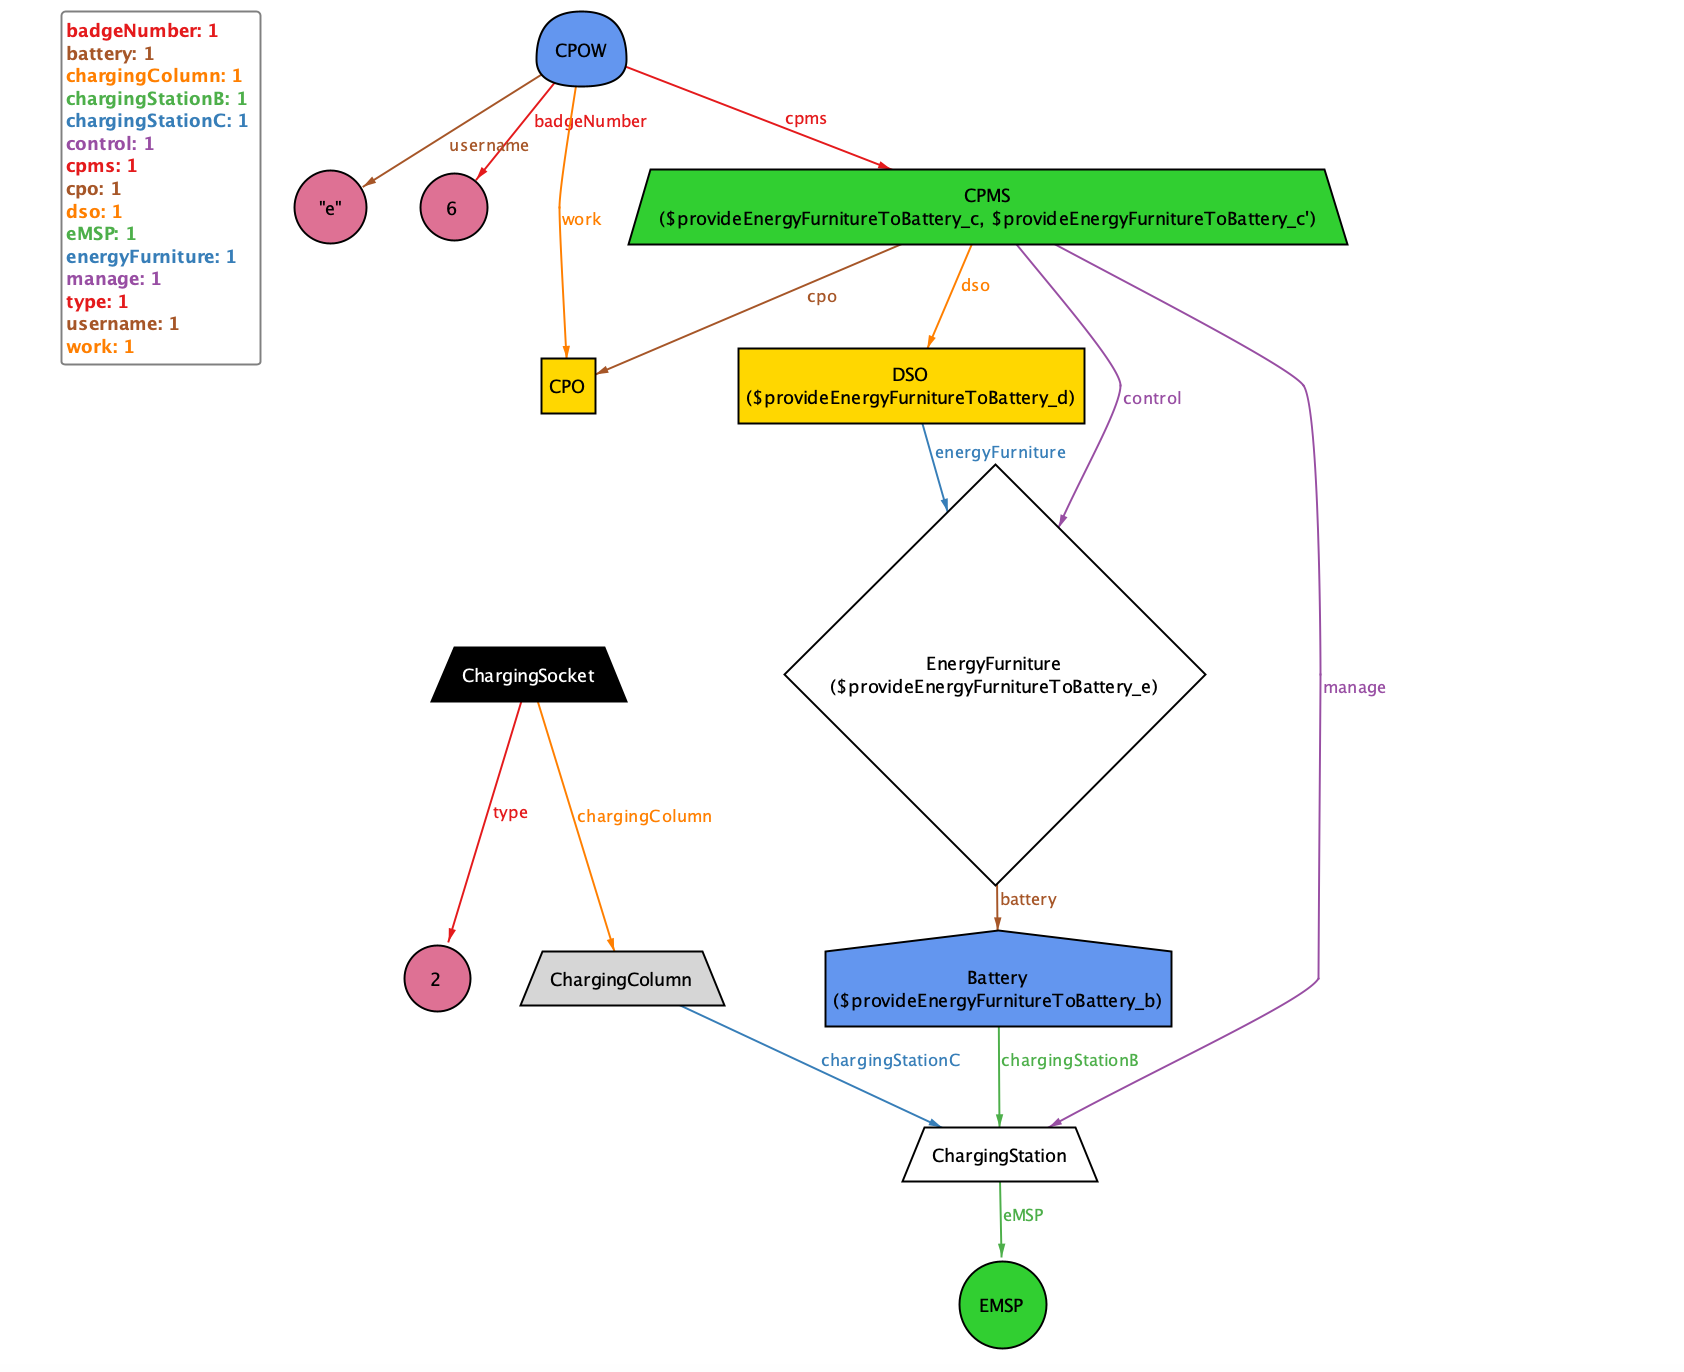 badgeNumber: 1
battery: 1
chargingColumn: 1
chargingStationB: 1
chargingStationC: 1
control: 1
cpms: 1
cpo: 1
dso: 1
eMSP: 1
energyFurniture: 1
manage: 1
type: 1
username: 1
work: 1
CPOW
username
badgeNumber
cpms
"e"
6
work
CPMS
($provideEnergyFurnitureToBattery_c, $provideEnergyFurnitureToBattery_c')
cpo
dso
control
CPO
DSO
($provideEnergyFurnitureToBattery_d)
energyFurniture
ChargingSocket
EnergyFurniture
($provideEnergyFurnitureToBattery_e)
manage
type
chargingColumn
battery
2
ChargingColumn
Battery
($provideEnergyFurnitureToBattery_b)
chargingStationC
chargingStationB
ChargingStation
eMSP
EMSP